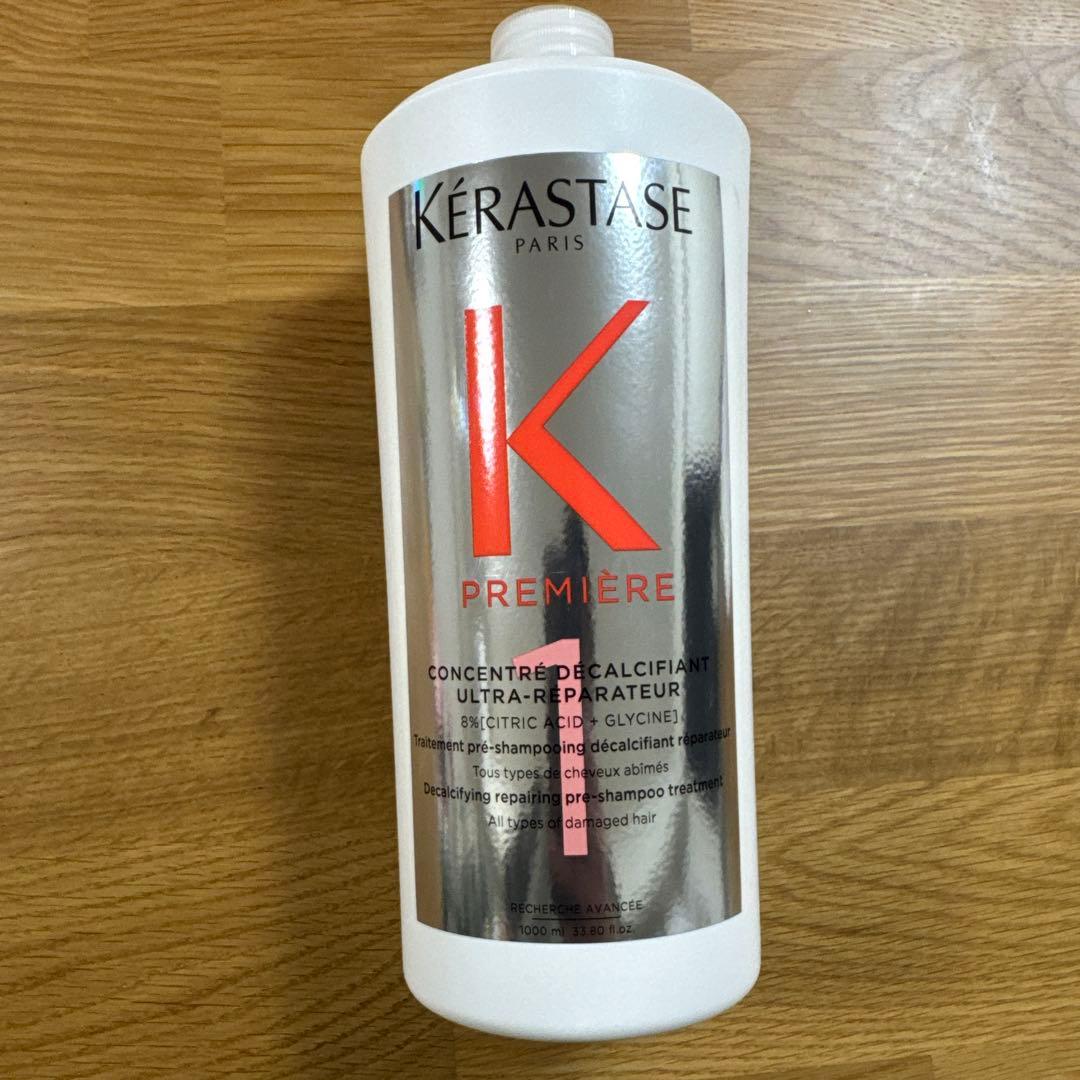 KÉRASTASE
PARIS
K
PREMIÈRE
1
CONCENTRÉ DÉCALCIFIANT
ULTRA-RÉPARATEUR
8%[CITRIC ACID + GLYCINE]
Traitement pré-shampooing décalcifiant réparateur
Tous types de cheveux abîmés
Decalcifying repairing pre-shampoo treatment
All types of damaged hair
RECHERCHE AVANCÉE
1000 ml 33.80 fl.oz.